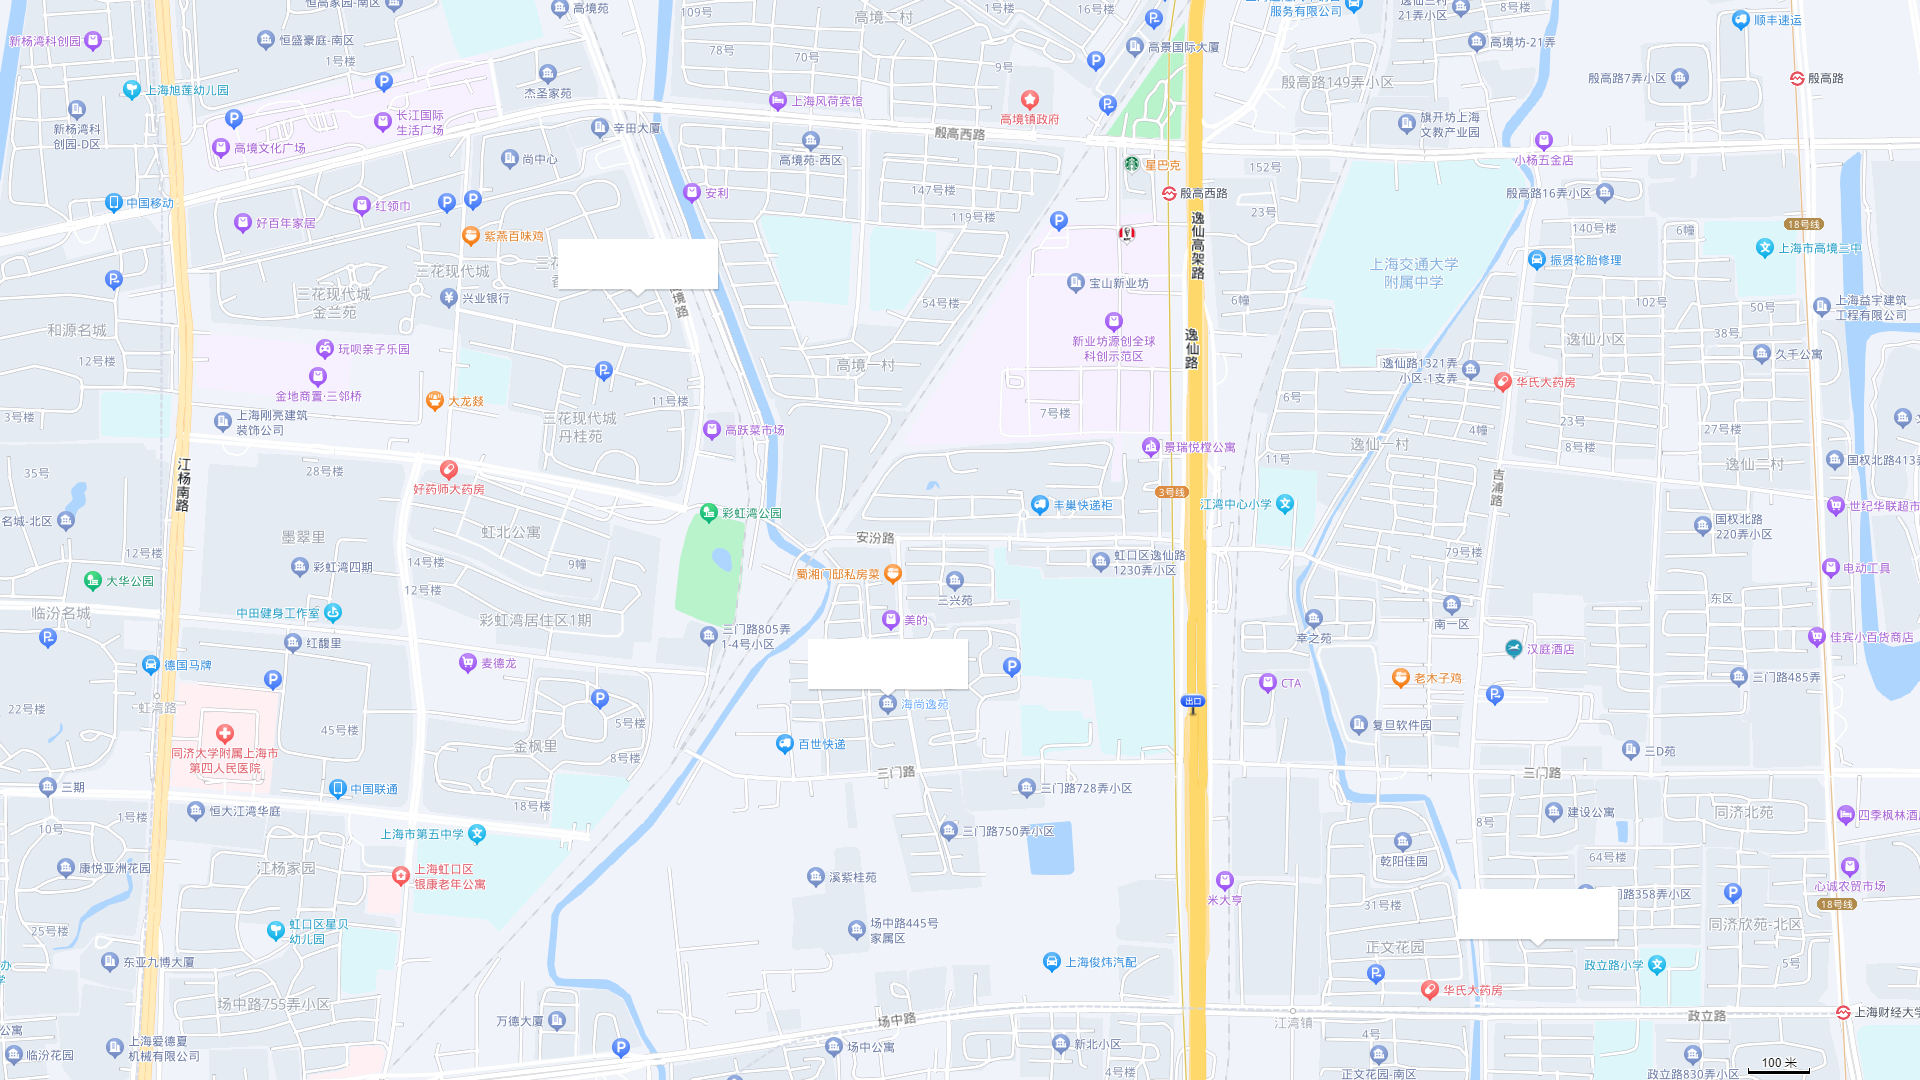 恒高家园-南区
高境苑
109号
高境二村
1号楼
16号楼
服务有限公司
21弄小区
8号楼
顺丰速运
新杨湾科创园
恒盛豪庭-南区
1号楼
78号
70号
9号
高景国际大厦
高境坊-21弄
殷高路149弄小区
殷高路7弄小区
殷高路
上海旭莲幼儿园
杰圣家苑
上海风荷宾馆
高境镇政府
殷高西路
旗开坊上海
文教产业园
新杨湾科
创园-D区
长江国际
生活广场
高境文化广场
辛田大厦
尚中心
高境苑-西区
星巴克
152号
小杨五金店
147号楼
安利
殷高西路
殷高路16弄小区
中国移动
红领巾
好百年家居
紫燕百味鸡
119号楼
23号
逸仙高架路
140号楼
6幢
18号线
上海市高境三中
三花现代城
三花现代城
金兰苑
兴业银行
宝山新业坊
上海交通大学
附属中学
振贤轮胎修理
54号楼
6幢
102号
50号
上海益宇建筑
工程有限公司
和源名城
12号楼
玩呗亲子乐园
金地商置·三邻桥
新业坊源创全球
科创示范区
逸仙路
高境一村
逸仙小区
38号
久千公寓
逸仙路1321弄
小区-1支弄
华氏大药房
3号楼
上海刚亮建筑
装饰公司
大龙燚
11号楼
三花现代城
丹桂苑
高跃菜市场
7号楼
6号
4幢
23号
27号楼
景瑞悦樘公寓
逸仙一村
8号楼
逸仙二村
国权北路413弄
江杨南路
35号
28号楼
好药师大药房
11号
吉浦路
3号线
江湾中心小学
世纪华联超市
名城-北区
墨翠里
虹北公寓
彩虹湾公园
丰巢快递柜
安汾路
国权北路
220弄小区
12号楼
彩虹湾四期
14号楼
9幢
虹口区逸仙路
1230弄小区
79号楼
电动工具
大华公园
12号楼
蜀湘门邸私房菜
三兴苑
东区
临汾名城
中田健身工作室
彩虹湾居住区1期
美的
南一区
幸之苑
佳宾小百货商店
红馥里
三门路805弄
1-4号小区
汉庭酒店
德国马牌
麦德龙
CTA
老木子鸡
三门路485弄
22号楼
虹湾路
45号楼
5号楼
海尚逸苑
出口
复旦软件园
同济大学附属上海市
第四人民医院
金枫里
8号楼
百世快递
三门路
三门路
三D苑
三期
中国联通
18号楼
三门路728弄小区
建设公寓
同济北苑
四季枫林酒店
1号楼
恒大江湾华庭
10号
上海市第五中学
三门路750弄小区
8号
乾阳佳园
64号楼
康悦亚洲花园
江杨家园
上海虹口区
银康老年公寓
溪紫桂苑
米大亨
31号楼
门路358弄小区
心诚农贸市场
18号线
25号楼
虹口区星贝
幼儿园
场中路445号
家属区
正文花园
同济欣苑-北区
东亚九博大厦
上海俊炜汽配
政立路小学
5号
场中路755弄小区
万德大厦
场中路
华氏大药房
江湾镇
政立路
上海财经大学
临汾花园
上海爱德夏
机械有限公司
场中公寓
新北小区
4号楼
4号
正文花园-南区
政立路830弄小区
100 米